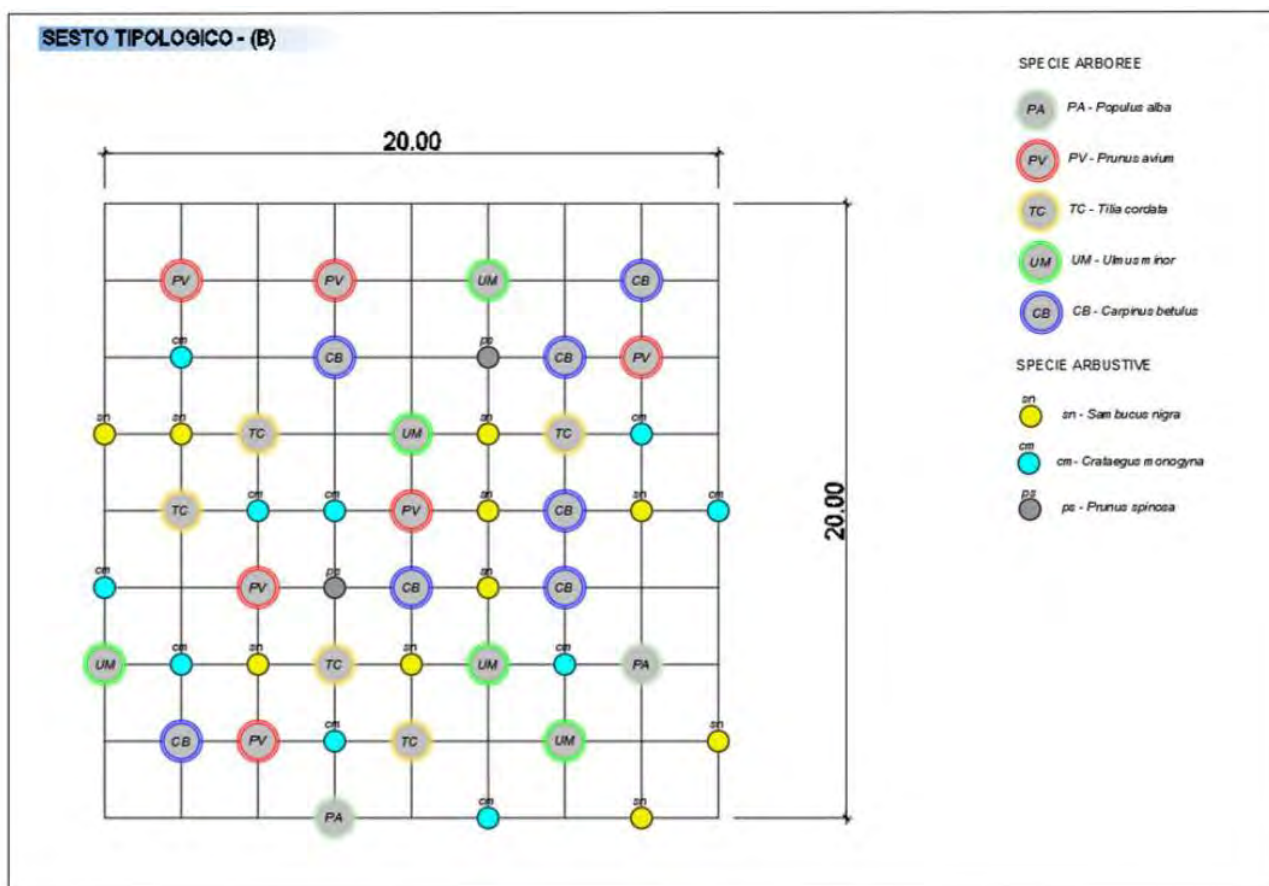 SESTO TIPOLOGICO - (B)
SPECIE ARBOREE
PA PA - Populus alba
20.00
PV PV - Prunus avium
TC TC - Tilia cordata
UM UM - Ulmus minor
CB CB - Carpinus betulus
SPECIE ARBUSTIVE
sn sn - Sambucus nigra
cm cm - Crataegus monogyna
ps ps - Prunus spinosa
20.00
PV PV UM CB
cm CB ps CB PV
sn sn TC UM sn TC cm
TC cm cm PV sn CB sn cm
cm PV ps CB sn CB
UM cm sn TC sn UM cm PA
CB PV cm TC UM sn
PA cm sn